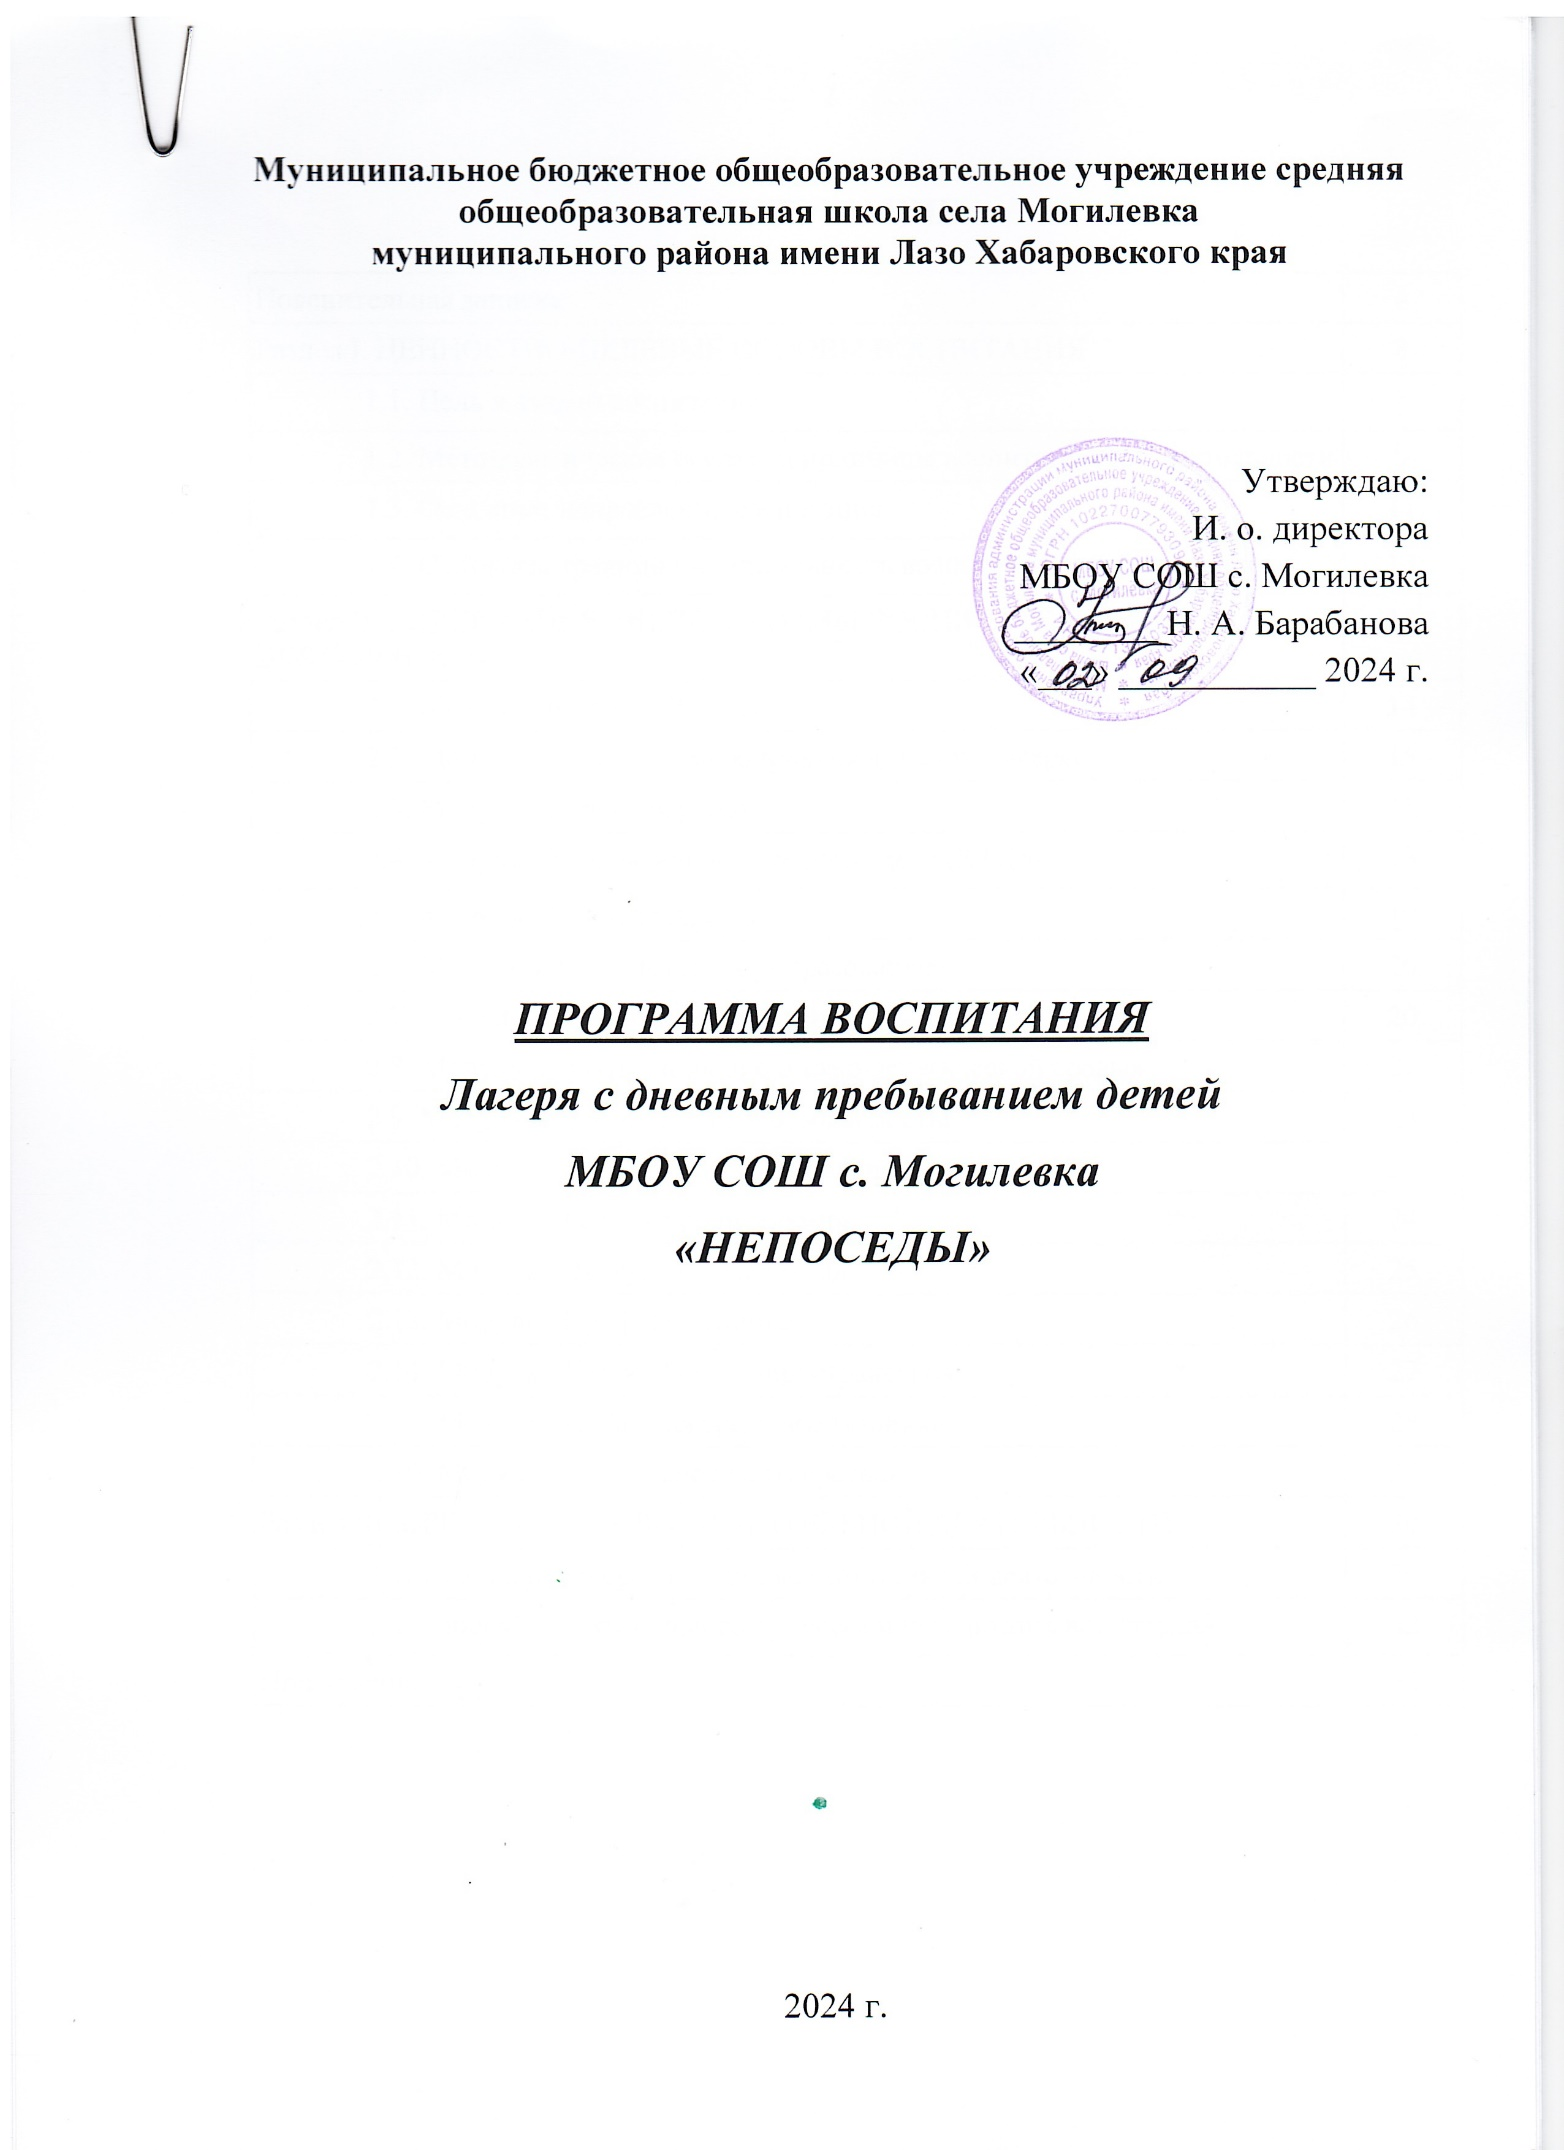 Муниципальное бюджетное общеобразовательное учреждение средняя
общеобразовательная школа села Могилевка
муниципального района имени Лазо Хабаровского края
Утверждаю:
И. о. директора
МБОУ СОШ с. Могилевка
Н. А. Барабанова
«02» 09 2024 г.
ПРОГРАММА ВОСПИТАНИЯ
Лагеря с дневным пребыванием детей
МБОУ СОШ с. Могилевка
«НЕПОСЕДЫ»
2024 г.